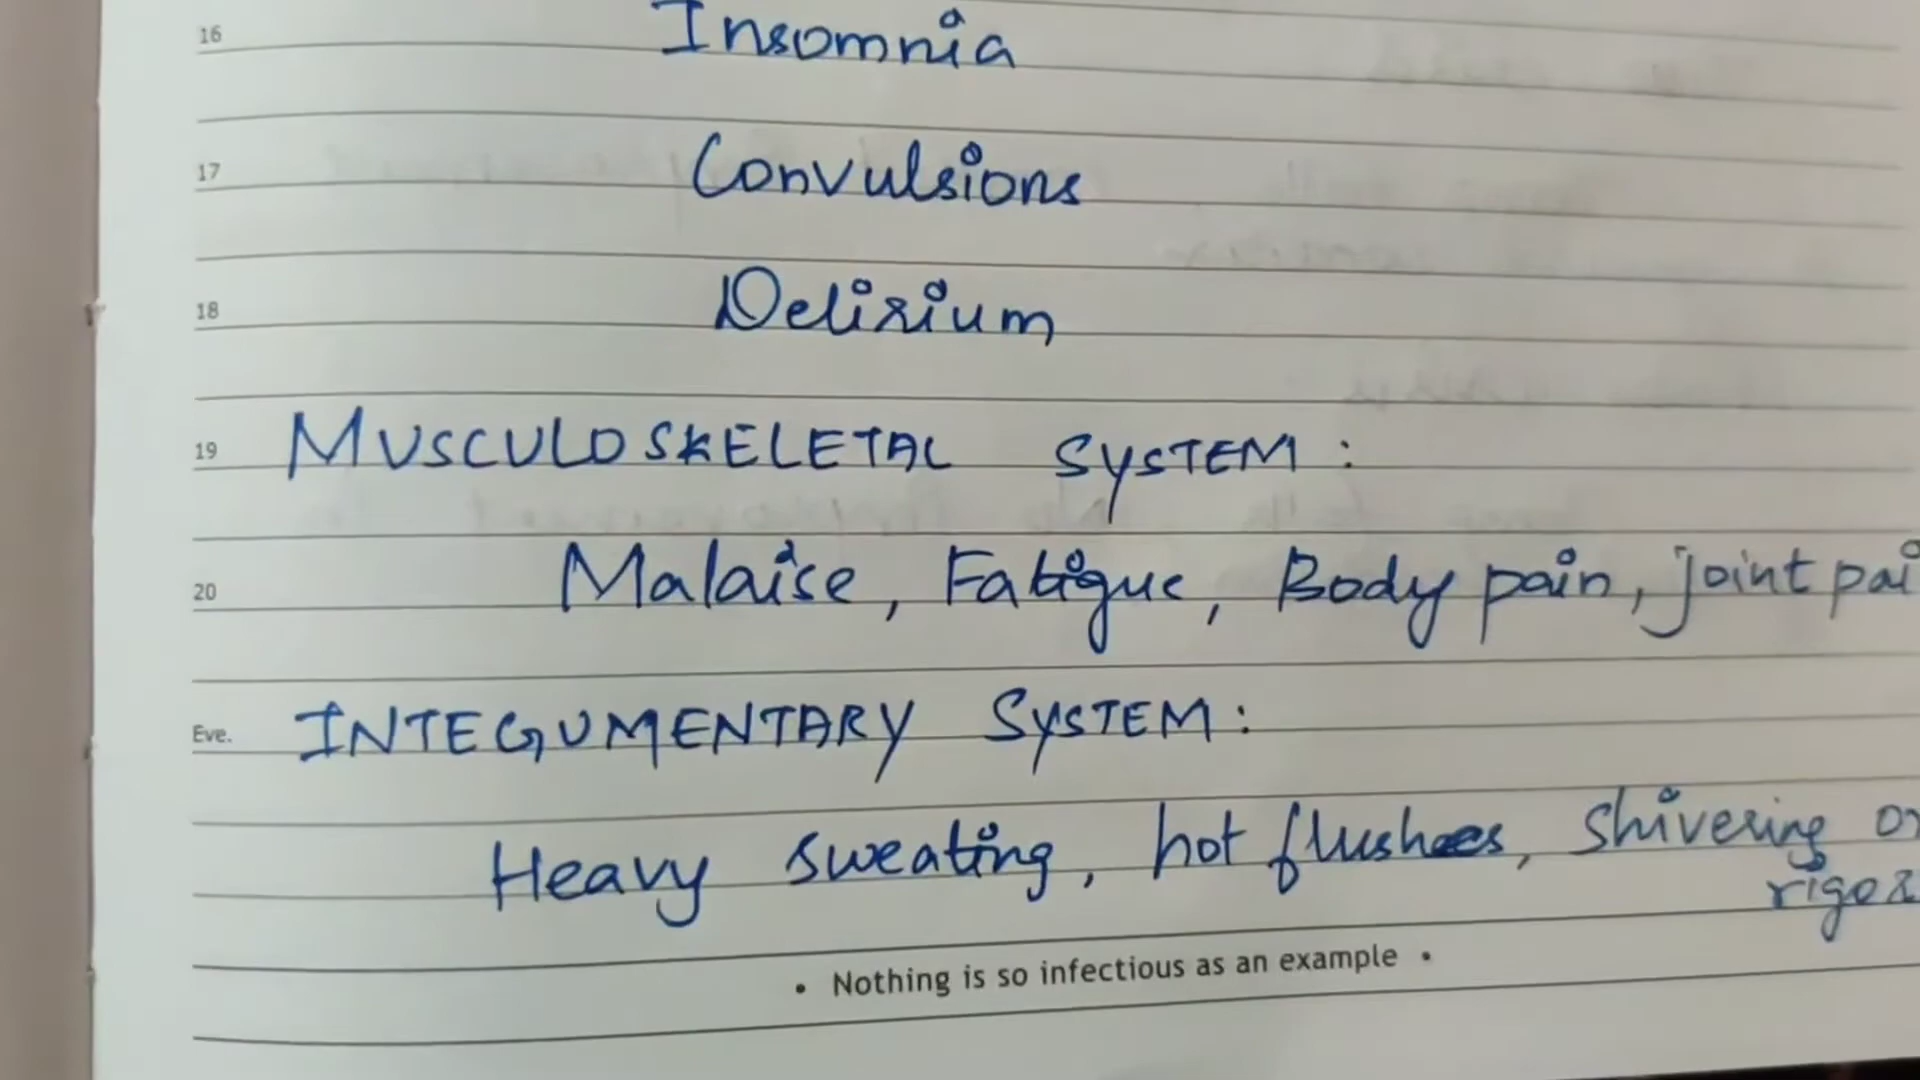 16 Insomnia
17 Convulsions
18 Delirium
19 MUSCULOSKELETAL SYSTEM :
20 Malaise, Fatigue, Body pain, joint pai
Eve. INTEGUMENTARY SYSTEM :
Heavy sweating, hot flushes, Shivering or
rigor
• Nothing is so infectious as an example •